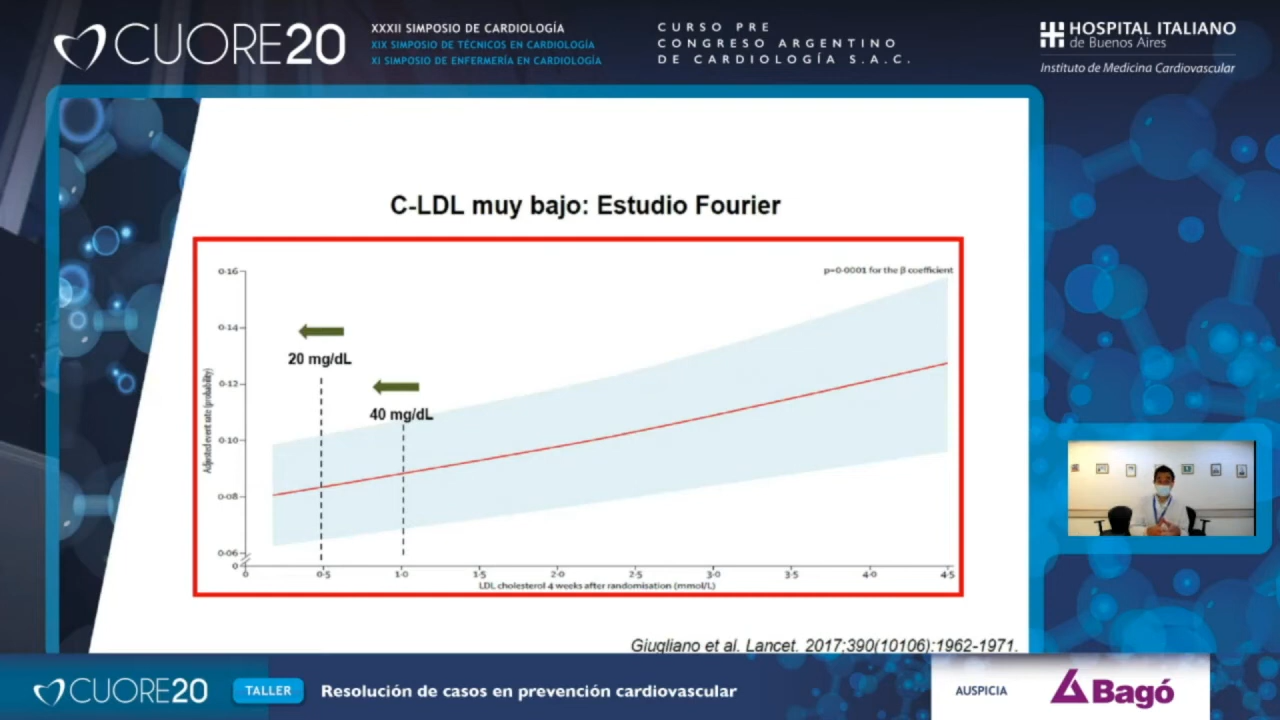 CUORE20
XXXII SIMPOSIO DE CARDIOLOGÍA
XIX SIMPOSIO DE TÉCNICOS EN CARDIOLOGÍA
XI SIMPOSIO DE ENFERMERÍA EN CARDIOLOGÍA
CURSO PRE
CONGRESO ARGENTINO
DE CARDIOLOGÍA S.A.C.
HOSPITAL ITALIANO
de Buenos Aires
Instituto de Medicina Cardiovascular
C-LDL muy bajo: Estudio Fourier
p=0·0001 for the β coefficient
0·16
0·14
0·12
0·10
0·08
0·06
0
Adjusted event rate (probability)
20 mg/dL
40 mg/dL
0 0·5 1·0 1·5 2·0 2·5 3·0 3·5 4·0 4·5
LDL cholesterol 4 weeks after randomisation (mmol/L)
Giugliano et al. Lancet. 2017;390(10106):1962-1971.
CUORE20
TALLER
Resolución de casos en prevención cardiovascular
AUSPICIA
Bagó